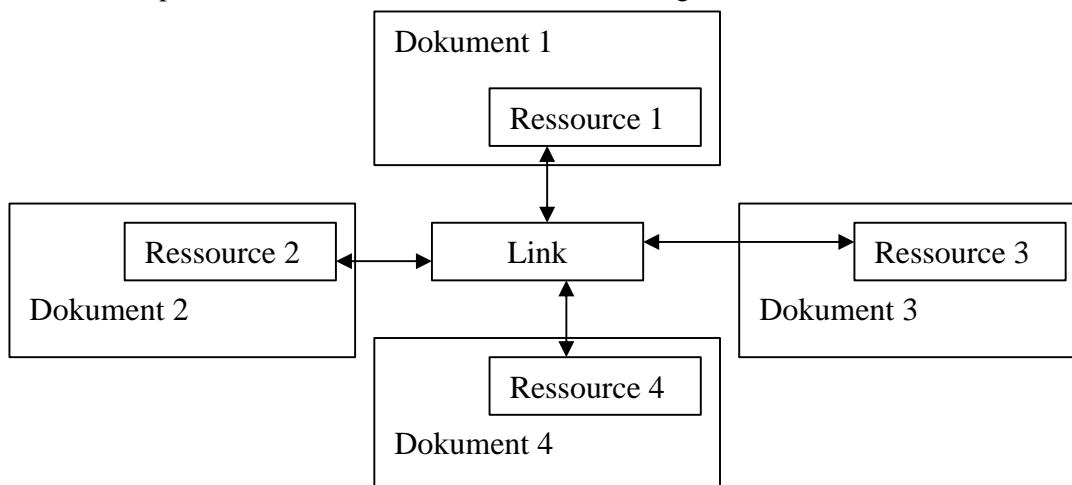 Dokument 1
Ressource 1
Ressource 2
Link
Ressource 3
Dokument 2
Dokument 3
Ressource 4
Dokument 4